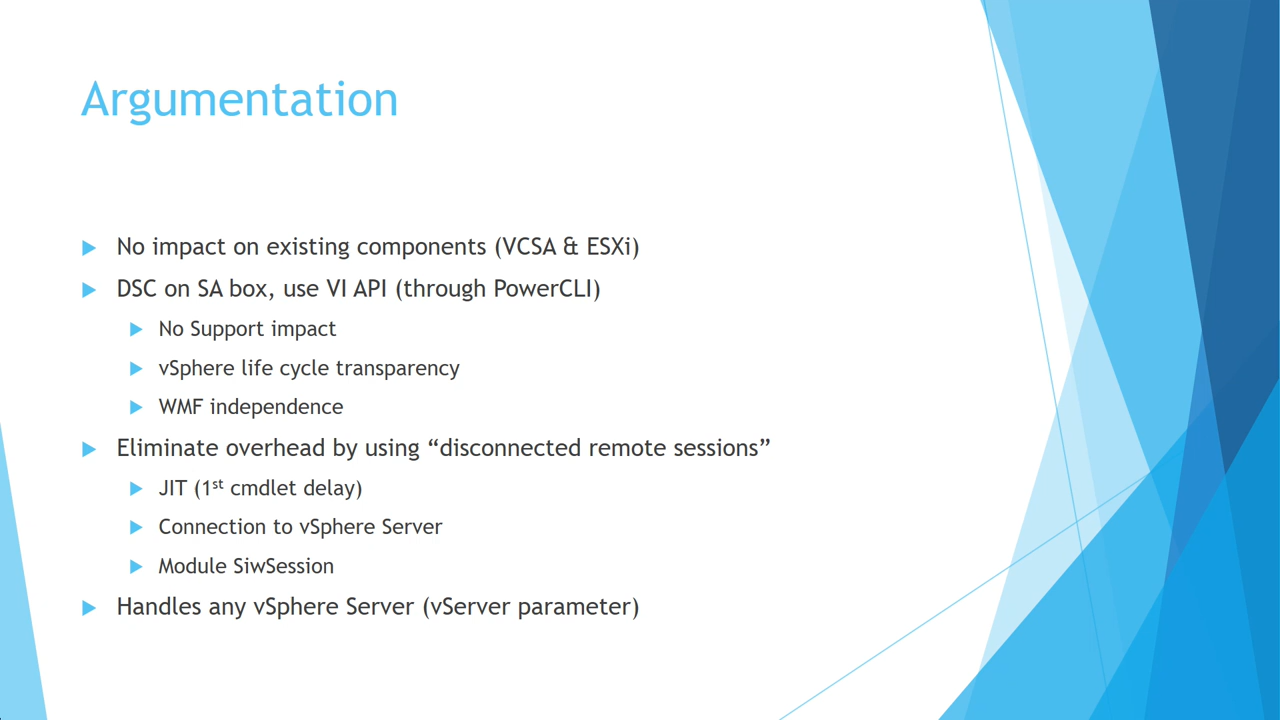 Argumentation
No impact on existing components (VCSA & ESXi)
DSC on SA box, use VI API (through PowerCLI)
No Support impact
vSphere life cycle transparency
WMF independence
Eliminate overhead by using “disconnected remote sessions”
JIT (1st cmdlet delay)
Connection to vSphere Server
Module SiwSession
Handles any vSphere Server (vServer parameter)